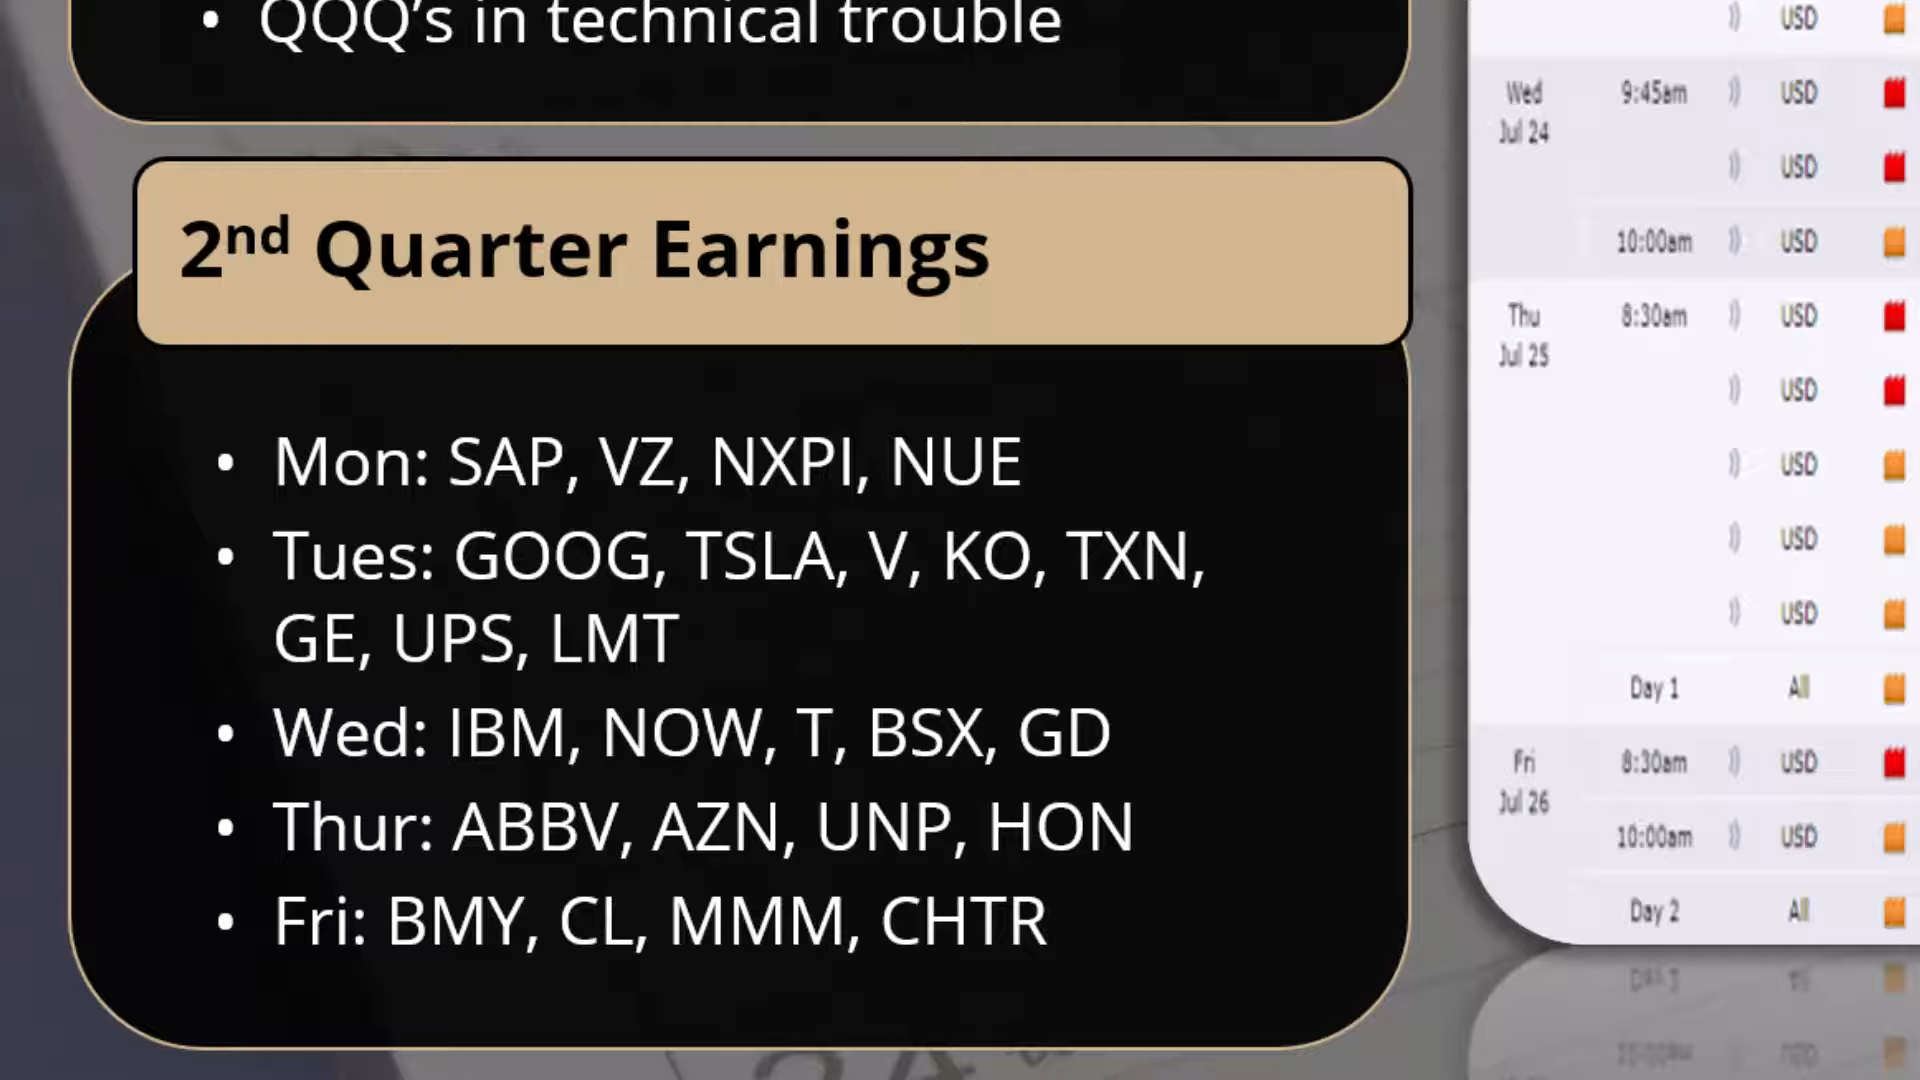 • QQQ’s in technical trouble
2nd Quarter Earnings
• Mon: SAP, VZ, NXPI, NUE
• Tues: GOOG, TSLA, V, KO, TXN,
GE, UPS, LMT
• Wed: IBM, NOW, T, BSX, GD
• Thur: ABBV, AZN, UNP, HON
• Fri: BMY, CL, MMM, CHTR
USD
Wed 9:45am USD
Jul 24
USD
10:00am USD
Thu 8:30am USD
Jul 25
USD
USD
USD
USD
Day 1 All
Fri 8:30am USD
Jul 26
10:00am USD
Day 2 All